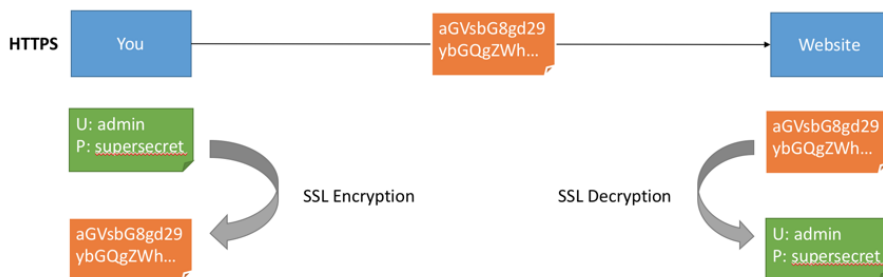 HTTPS
You
aGVsbG8gd29
ybGQgZWh...
Website
U: admin
P: supersecret
aGVsbG8gd29
ybGQgZWh...
SSL Encryption
SSL Decryption
aGVsbG8gd29
ybGQgZWh...
U: admin
P: supersecret